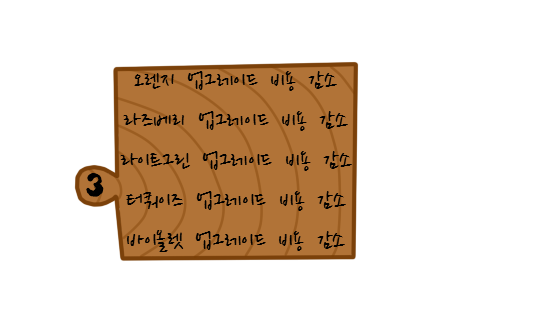 오렌지 업그레이드 비용 감소
라즈베리 업그레이드 비용 감소
라이트그린 업그레이드 비용 감소
3
터쿼이즈 업그레이드 비용 감소
바이올렛 업그레이드 비용 감소